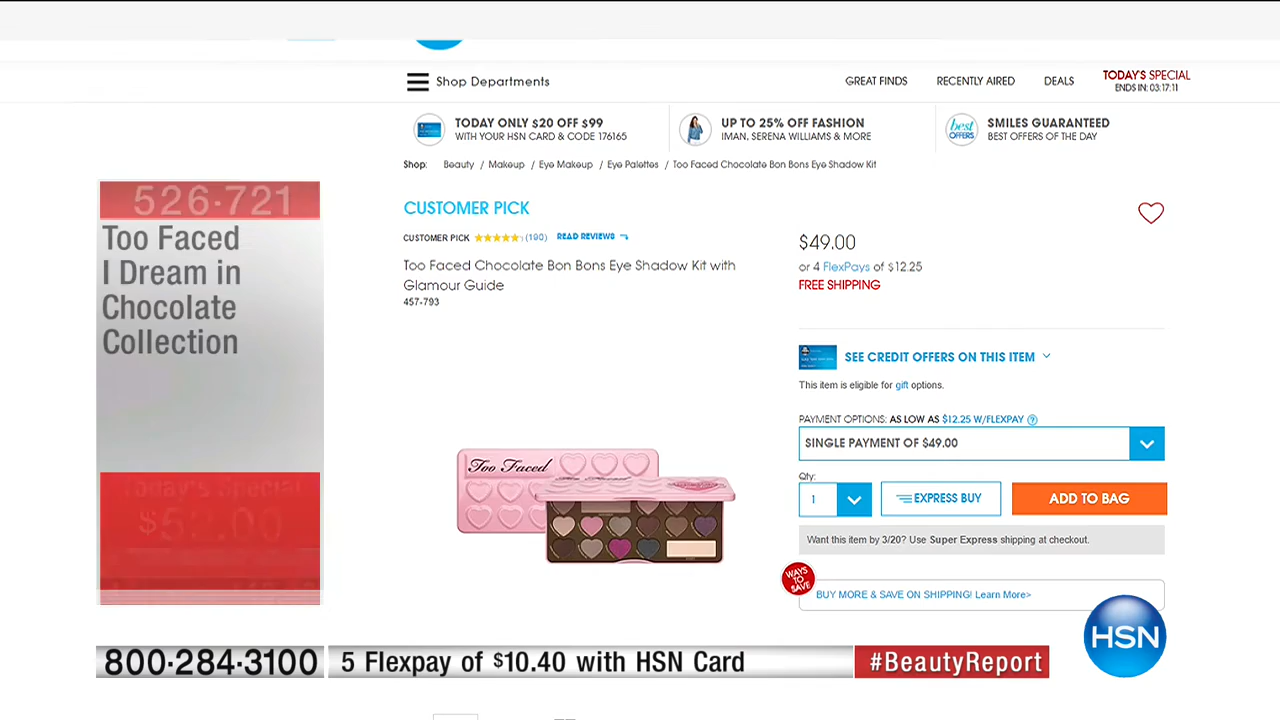 Shop Departments
GREAT FINDS
RECENTLY AIRED
DEALS
TODAY'S SPECIAL
ENDS IN: 03:17:11
TODAY ONLY $20 OFF $99
WITH YOUR HSN CARD & CODE 176165
UP TO 25% OFF FASHION
IMAN, SERENA WILLIAMS & MORE
best OFFERS
SMILES GUARANTEED
BEST OFFERS OF THE DAY
Shop: Beauty / Makeup / Eye Makeup / Eye Palettes / Too Faced Chocolate Bon Bons Eye Shadow Kit
526-721
Too Faced
I Dream in
Chocolate
Collection
Today's Special
$52.00
CUSTOMER PICK
CUSTOMER PICK (190) READ REVIEWS
Too Faced Chocolate Bon Bons Eye Shadow Kit with
Glamour Guide
457-793
Too Faced
$49.00
or 4 FlexPays of $12.25
FREE SHIPPING
SEE CREDIT OFFERS ON THIS ITEM
This item is eligible for gift options.
PAYMENT OPTIONS: AS LOW AS $12.25 W/FLEXPAY ?
SINGLE PAYMENT OF $49.00
Qty:
1
EXPRESS BUY
ADD TO BAG
Want this item by 3/20? Use Super Express shipping at checkout.
WAYS TO SAVE
BUY MORE & SAVE ON SHIPPING! Learn More>
HSN
800-284-3100
5 Flexpay of $10.40 with HSN Card
#BeautyReport